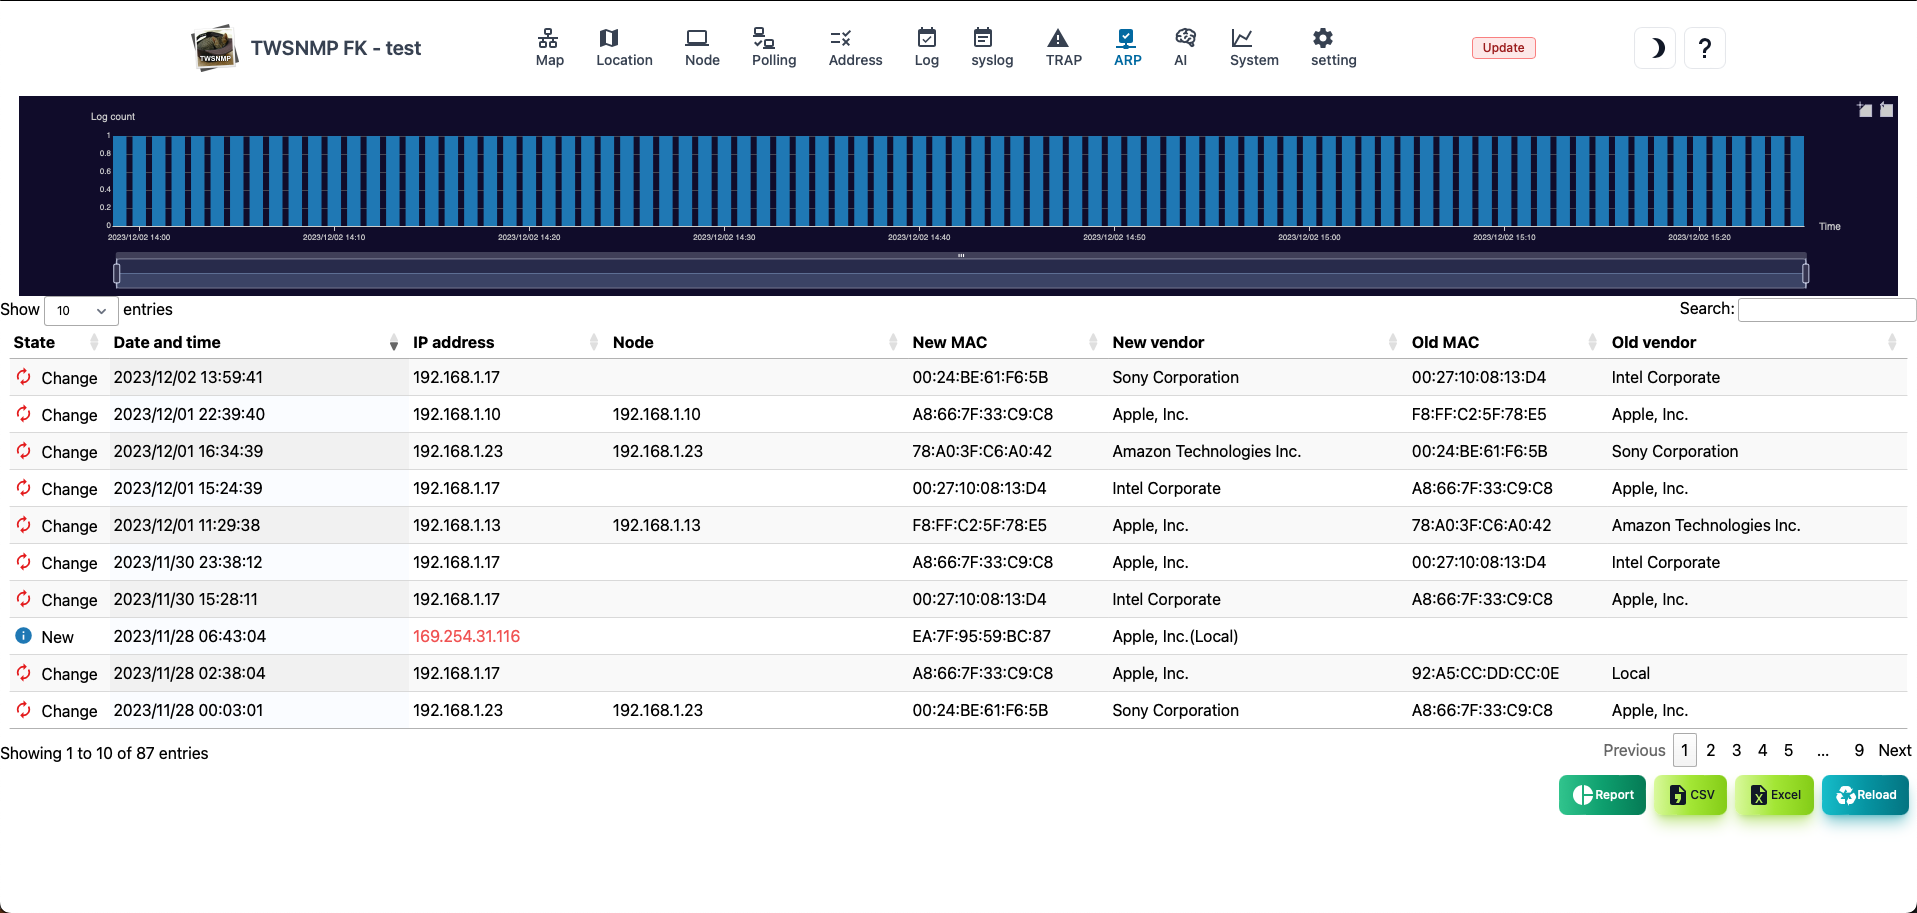 TWSNMP FK - test
Map Location Node Polling Address Log syslog TRAP ARP AI System setting
Update
?
TWSNMP
Log count
1
0.8
0.6
0.4
0.2
0
2023/12/02 14:00 2023/12/02 14:10 2023/12/02 14:20 2023/12/02 14:30 2023/12/02 14:40 2023/12/02 14:50 2023/12/02 15:00 2023/12/02 15:10 2023/12/02 15:20
Time
Show 10 entries Search:
State Date and time IP address Node New MAC New vendor Old MAC Old vendor
Change 2023/12/02 13:59:41 192.168.1.17 00:24:BE:61:F6:5B Sony Corporation 00:27:10:08:13:D4 Intel Corporate
Change 2023/12/01 22:39:40 192.168.1.10 192.168.1.10 A8:66:7F:33:C9:C8 Apple, Inc. F8:FF:C2:5F:78:E5 Apple, Inc.
Change 2023/12/01 16:34:39 192.168.1.23 192.168.1.23 78:A0:3F:C6:A0:42 Amazon Technologies Inc. 00:24:BE:61:F6:5B Sony Corporation
Change 2023/12/01 15:24:39 192.168.1.17 00:27:10:08:13:D4 Intel Corporate A8:66:7F:33:C9:C8 Apple, Inc.
Change 2023/12/01 11:29:38 192.168.1.13 192.168.1.13 F8:FF:C2:5F:78:E5 Apple, Inc. 78:A0:3F:C6:A0:42 Amazon Technologies Inc.
Change 2023/11/30 23:38:12 192.168.1.17 A8:66:7F:33:C9:C8 Apple, Inc. 00:27:10:08:13:D4 Intel Corporate
Change 2023/11/30 15:28:11 192.168.1.17 00:27:10:08:13:D4 Intel Corporate A8:66:7F:33:C9:C8 Apple, Inc.
New 2023/11/28 06:43:04 169.254.31.116 EA:7F:95:59:BC:87 Apple, Inc.(Local)
Change 2023/11/28 02:38:04 192.168.1.17 A8:66:7F:33:C9:C8 Apple, Inc. 92:A5:CC:DD:CC:0E Local
Change 2023/11/28 00:03:01 192.168.1.23 192.168.1.23 00:24:BE:61:F6:5B Sony Corporation A8:66:7F:33:C9:C8 Apple, Inc.
Showing 1 to 10 of 87 entries Previous 1 2 3 4 5 ... 9 Next
Report CSV Excel Reload